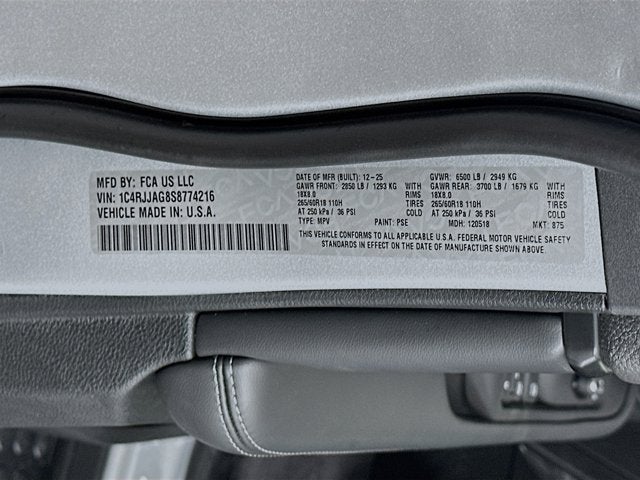 MFD BY: FCA US LLC
VIN: 1C4RJJAG8S8774216
VEHICLE MADE IN: U.S.A.
DATE OF MFR (BUILT): 12-25 GVWR: 6500 LB / 2949 KG
GAWR FRONT: 2850 LB / 1293 KG WITH GAWR REAR: 3700 LB / 1679 KG WITH
18X8.0 RIMS 18X8.0 RIMS
265/60R18 110H TIRES 265/60R18 110H TIRES
AT 250 kPa / 36 PSI COLD AT 250 kPa / 36 PSI COLD
TYPE: MPV PAINT: PSE MDH: 120518 MKT: 875
THIS VEHICLE CONFORMS TO ALL APPLICABLE U.S.A. FEDERAL MOTOR VEHICLE SAFETY
STANDARDS IN EFFECT ON THE DATE OF MANUFACTURE SHOWN ABOVE.